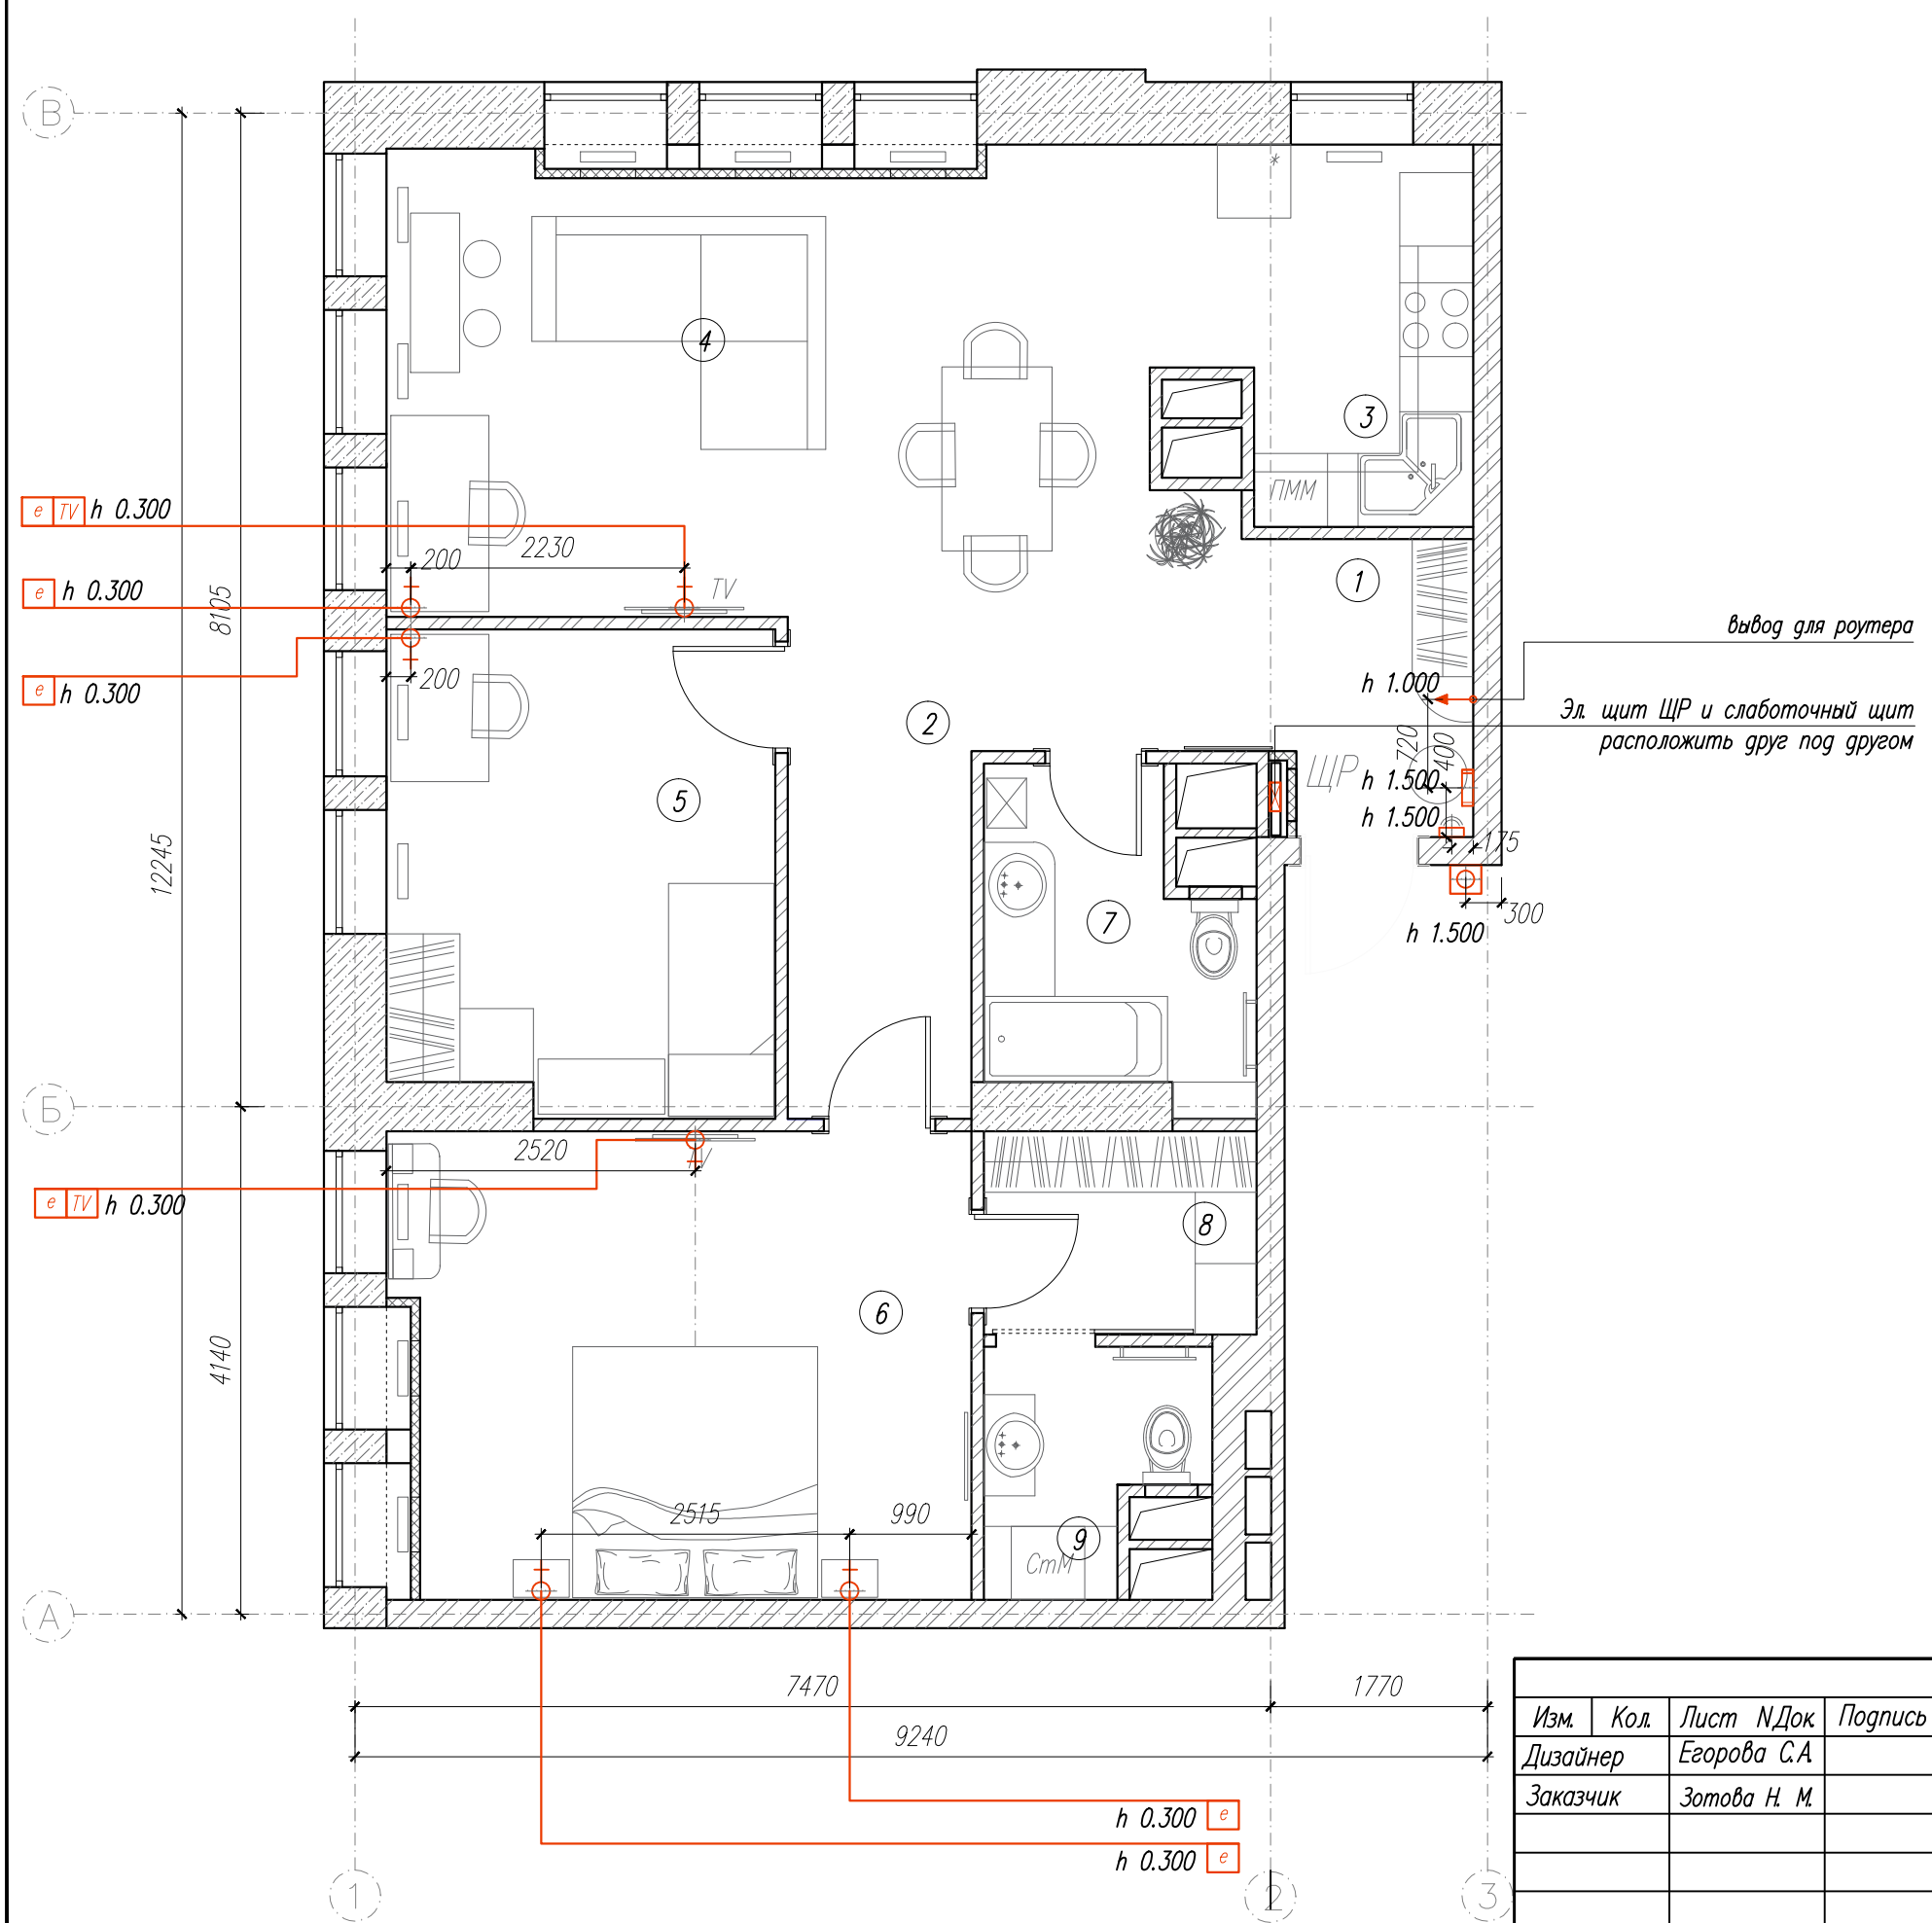 В
4
3
ПММ
e TV h 0.300
200
2230
TV
e h 0.300
8105
1
вывод для роутера
e h 0.300
200
h 1.000
2
Эл. щит ЩР и слаботочный щит
расположить друг под другом
720
400
ЩР
h 1.500
h 1.500
175
5
12245
7
300
h 1.500
Б
2520
e TV h 0.300
8
6
4140
2515
990
9
СтМ
А
7470
1770
9240
Изм. Кол. Лист NДок Подпись
Дизайнер Егорова С.А.
Заказчик Зотова Н. М.
h 0.300 e
h 0.300 e
1
2
3